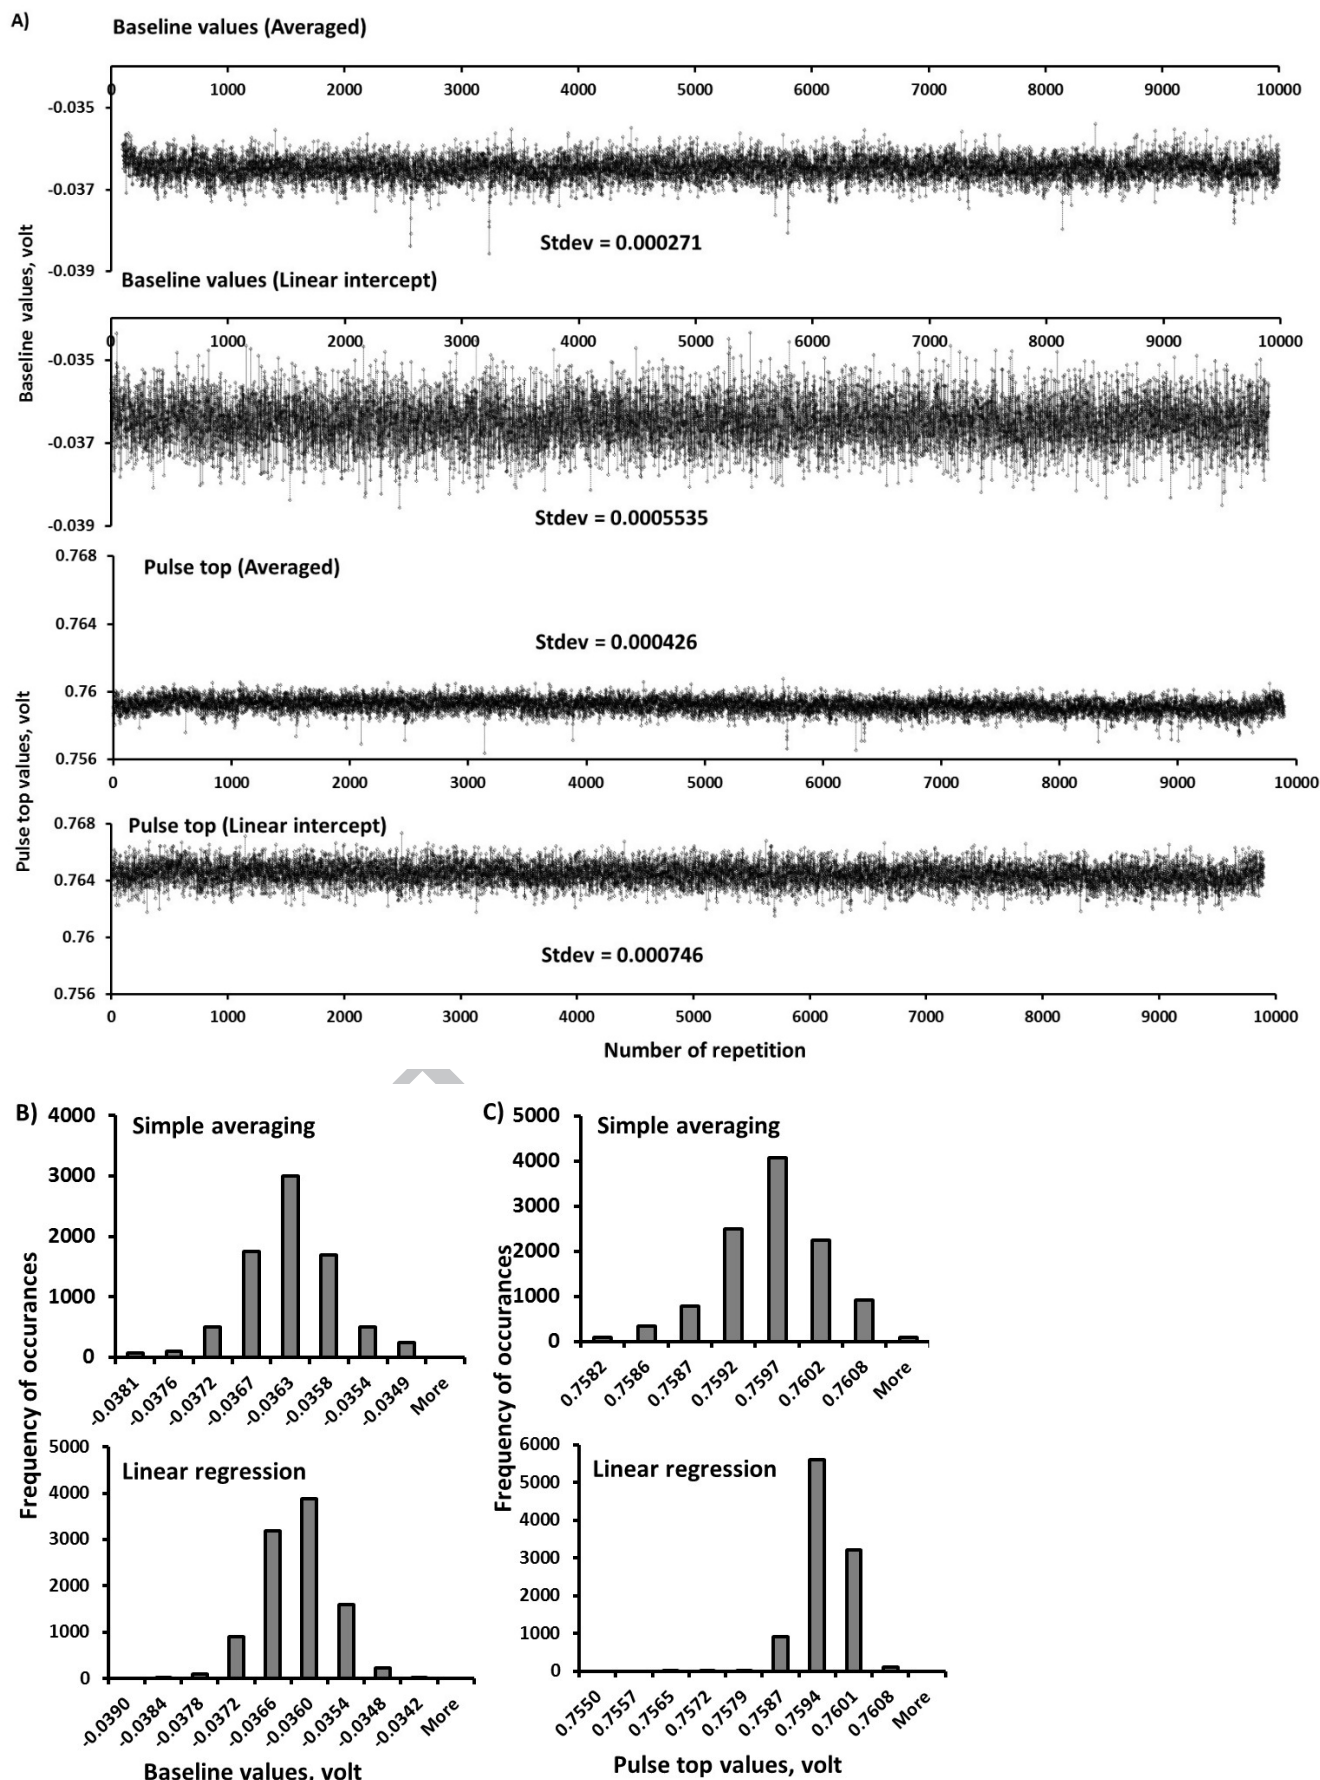 A)
Baseline values (Averaged)
0 1000 2000 3000 4000 5000 6000 7000 8000 9000 10000
-0.035
-0.037
-0.039
Stdev = 0.000271
Baseline values, volt
Baseline values (Linear intercept)
0 1000 2000 3000 4000 5000 6000 7000 8000 9000 10000
-0.035
-0.037
-0.039
Stdev = 0.0005535
0.768
0.764
0.76
0.756
Pulse top (Averaged)
Stdev = 0.000426
0 1000 2000 3000 4000 5000 6000 7000 8000 9000 10000
Pulse top values, volt
0.768
0.764
0.76
0.756
Pulse top (Linear intercept)
Stdev = 0.000746
0 1000 2000 3000 4000 5000 6000 7000 8000 9000 10000
Number of repetition
B)
4000
3000
2000
1000
0
Simple averaging
-0.0381 -0.0376 -0.0372 -0.0367 -0.0363 -0.0358 -0.0354 -0.0349 More
Frequency of occurances
5000
4000
3000
2000
1000
0
Linear regression
-0.0390 -0.0384 -0.0378 -0.0372 -0.0366 -0.0360 -0.0354 -0.0348 -0.0342 More
Baseline values, volt
C)
5000
4000
3000
2000
1000
0
Simple averaging
0.7582 0.7586 0.7587 0.7592 0.7597 0.7602 0.7608 More
Frequency of occurances
6000
5000
4000
3000
2000
1000
0
Linear regression
0.7550 0.7557 0.7565 0.7572 0.7579 0.7587 0.7594 0.7601 0.7608 More
Pulse top values, volt